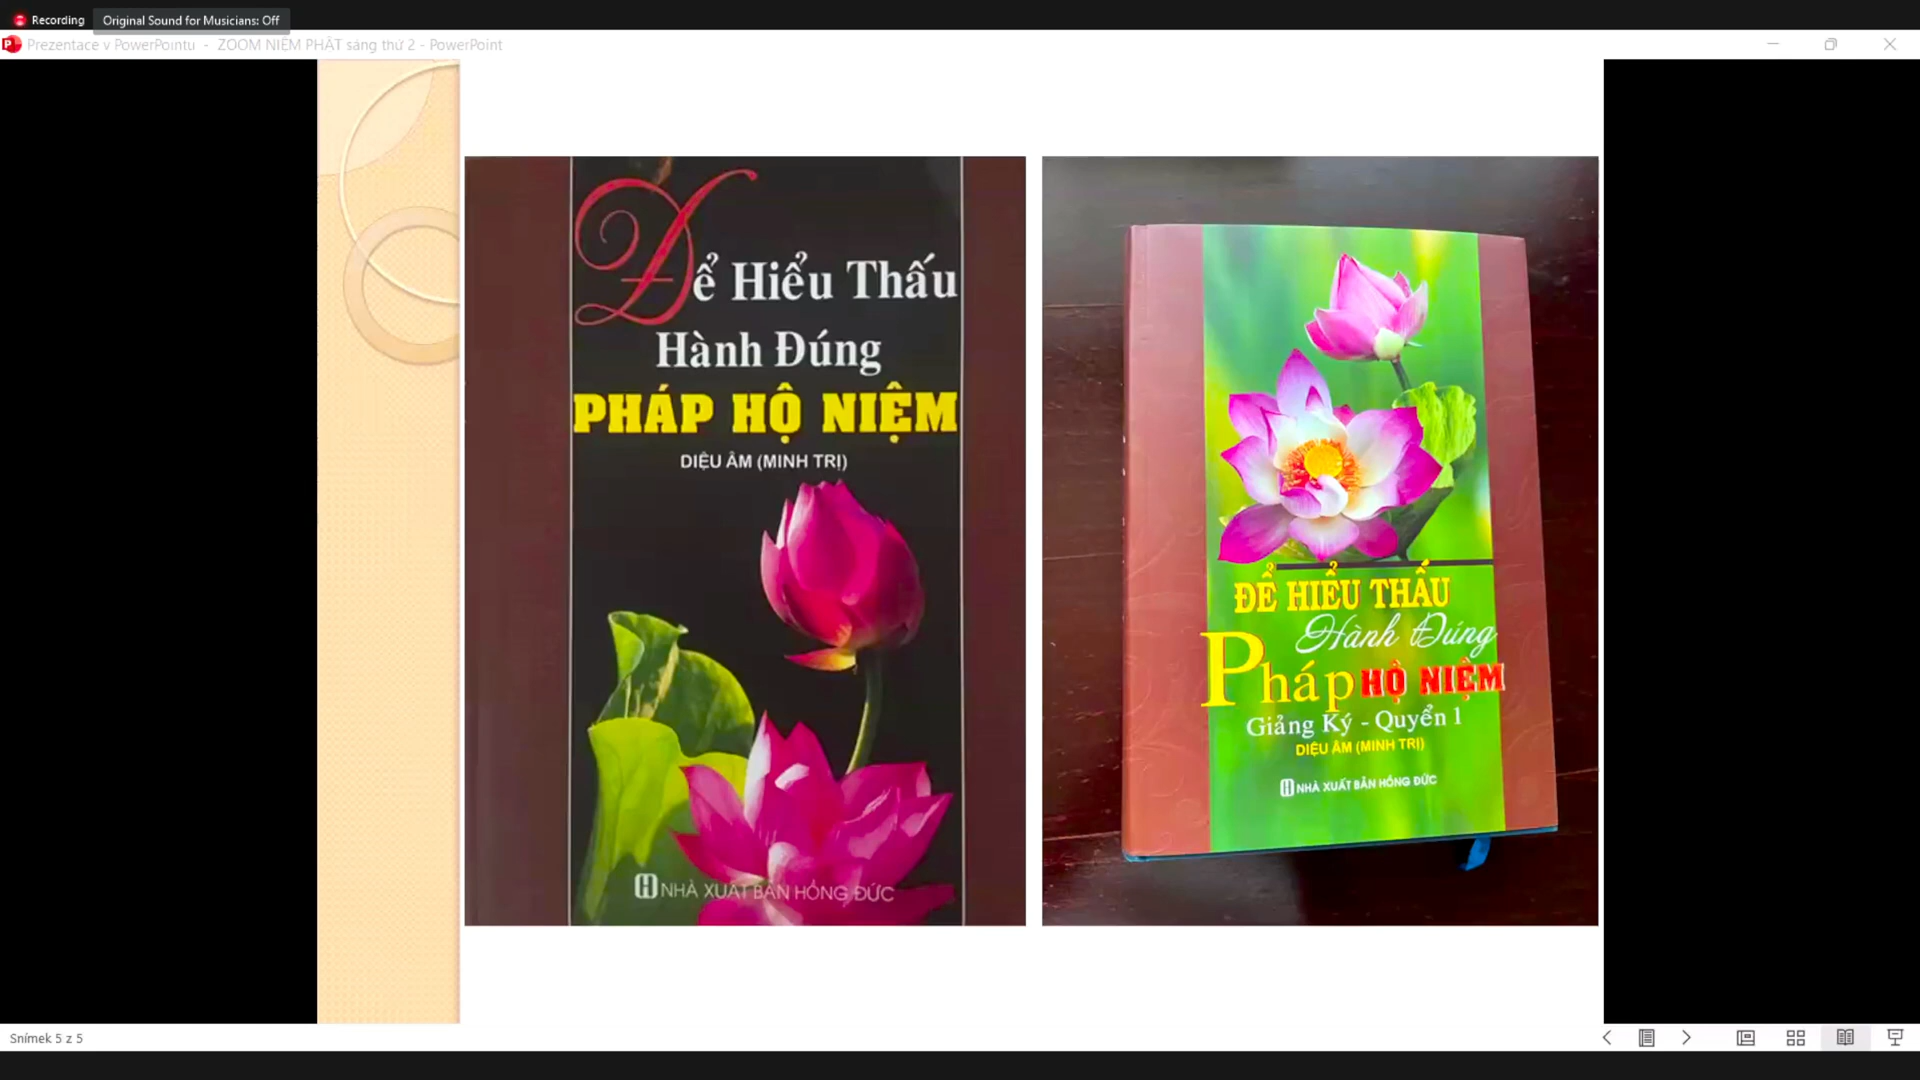 Recording
Original Sound for Musicians: Off
Prezentace v PowerPointu - ZOOM NIỆM PHẬT sáng thứ 2 - PowerPoint
Để Hiểu Thấu
Hành Đúng
PHÁP HỘ NIỆM
DIỆU ÂM (MINH TRỊ)
NHÀ XUẤT BẢN HỒNG ĐỨC
ĐỂ HIỂU THẤU
Hành Đúng
Pháp HỘ NIỆM
Giảng Ký - Quyển 1
DIỆU ÂM (MINH TRỊ)
NHÀ XUẤT BẢN HỒNG ĐỨC
Snímek 5 z 5